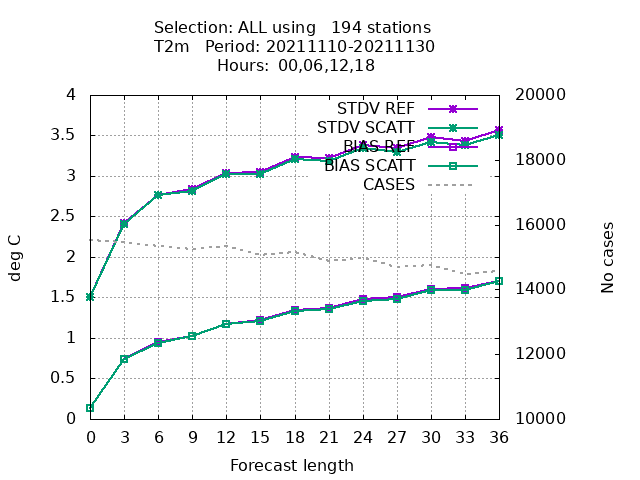 Selection: ALL using   194 stations
T2m   Period: 20211110-20211130
Hours:  00,06,12,18
4 20000
STDV REF
STDV SCATT
3.5
BIAS REF
18000
BIAS SCATT
3
CASES
2.5 16000
deg C
2
No cases
1.5 14000
1 12000
0.5
0 10000
0 3 6 9 12 15 18 21 24 27 30 33 36
Forecast length